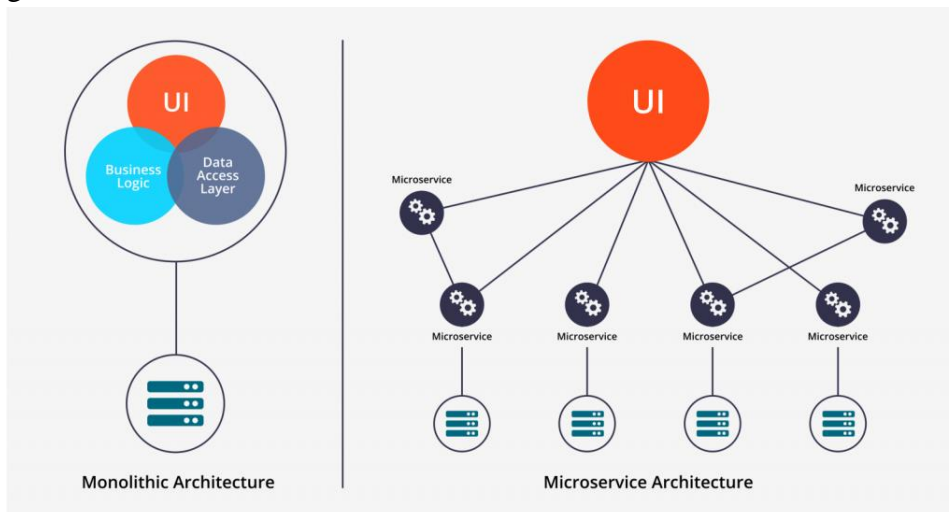 UI
Business
Logic
Data
Access
Layer
Monolithic Architecture
UI
Microservice
Microservice
Microservice
Microservice
Microservice
Microservice
Microservice Architecture